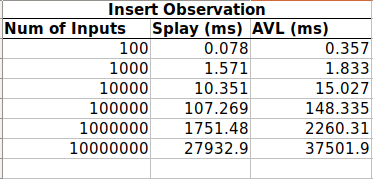 Insert Observation
Num of Inputs Splay (ms) AVL (ms)
100 0.078 0.357
1000 1.571 1.833
10000 10.351 15.027
100000 107.269 148.335
1000000 1751.48 2260.31
10000000 27932.9 37501.9